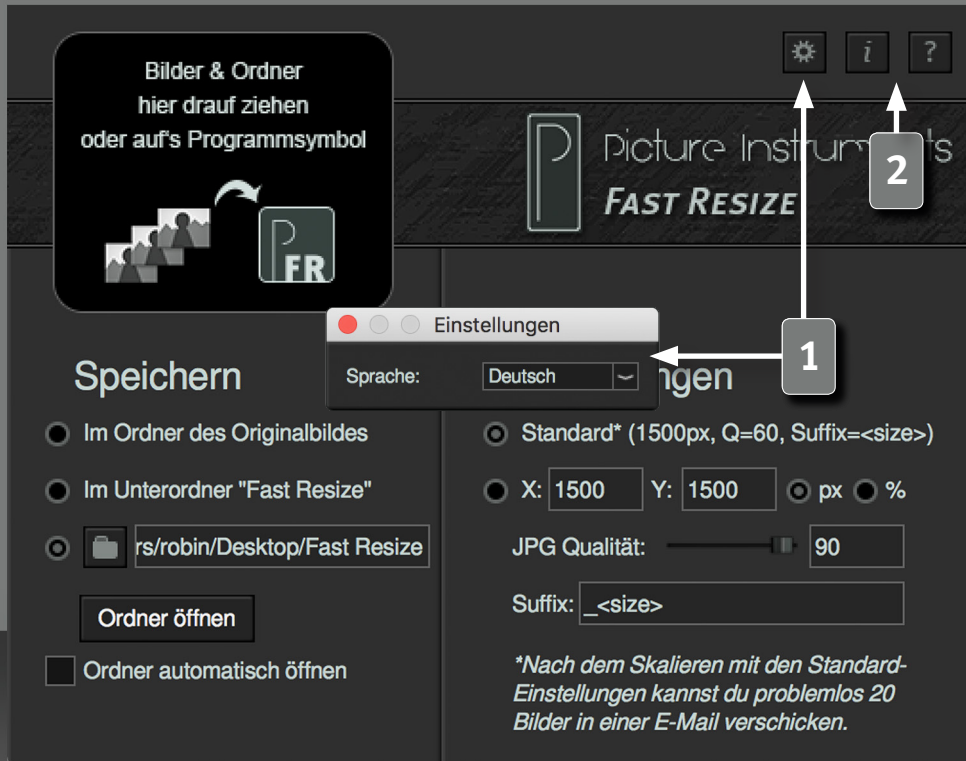 Bilder & Ordner
hier drauf ziehen
oder auf's Programmsymbol
FR
i
?
P
Picture Instrum
ts
FAST RESIZE
2
1
Einstellungen
Sprache:
Deutsch
Speichern
Im Ordner des Originalbildes
Im Unterordner "Fast Resize"
rs/robin/Desktop/Fast Resize
Ordner öffnen
Ordner automatisch öffnen
ngen
Standard* (1500px, Q=60, Suffix=<size>)
X: 1500 Y: 1500 px %
JPG Qualität: 90
Suffix: _<size>
*Nach dem Skalieren mit den Standard-
Einstellungen kannst du problemlos 20
Bilder in einer E-Mail verschicken.